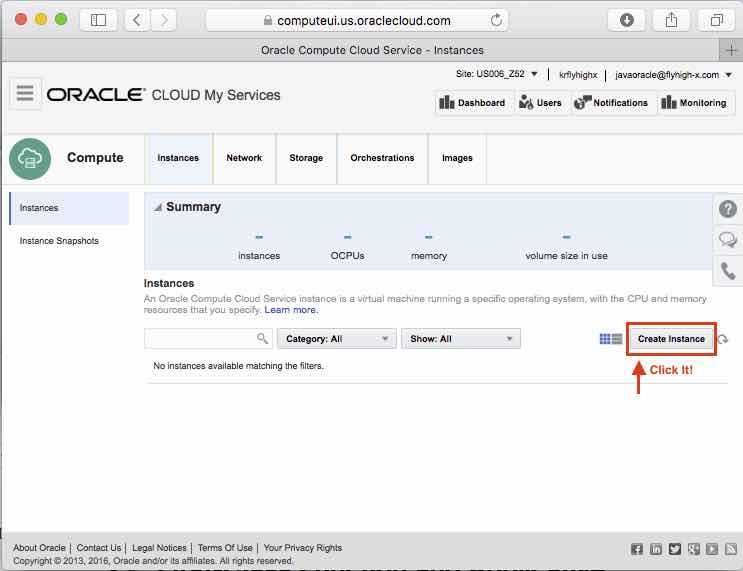 computeui.us.oraclecloud.com
Oracle Compute Cloud Service - Instances
Site: US006_Z52 krflyhighx javaoracle@flyhigh-x.com
ORACLE® CLOUD My Services
Dashboard Users Notifications Monitoring
Compute Instances Network Storage Orchestrations Images
Instances
Instance Snapshots
Summary
instances OCPUs memory volume size in use
Instances
An Oracle Compute Cloud Service instance is a virtual machine running a specific operating system, with the CPU and memory
resources that you specify. Learn more.
Category: All Show: All Create Instance
Click It!
No instances available matching the filters.
About Oracle | Contact Us | Legal Notices | Terms Of Use | Your Privacy Rights
Copyright © 2013, 2016, Oracle and/or its affiliates. All rights reserved.